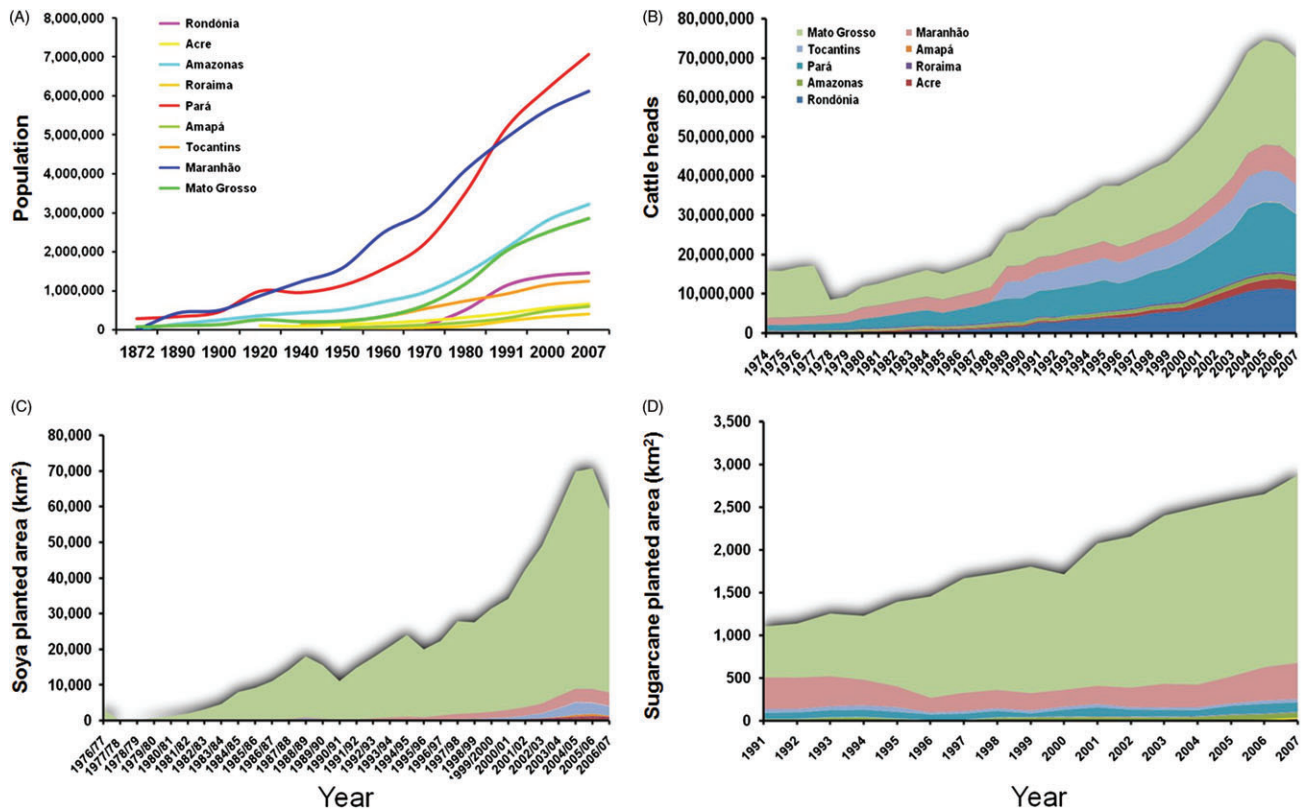 (A)
Population
8,000,000
7,000,000
6,000,000
5,000,000
4,000,000
3,000,000
2,000,000
1,000,000
0
Rondónia
Acre
Amazonas
Roraima
Pará
Amapá
Tocantins
Maranhão
Mato Grosso
1872 1890 1900 1920 1940 1950 1960 1970 1980 1991 2000 2007
(B)
Cattle heads
80,000,000
70,000,000
60,000,000
50,000,000
40,000,000
30,000,000
20,000,000
10,000,000
0
Mato Grosso Maranhão
Tocantins Amapá
Pará Roraima
Amazonas Acre
Rondônia
1974 1975 1976 1977 1978 1979 1980 1981 1982 1983 1984 1985 1986 1987 1988 1989 1990 1991 1992 1993 1994 1995 1996 1997 1998 1999 2000 2001 2002 2003 2004 2005 2006 2007
(C)
Soya planted area (km²)
80,000
70,000
60,000
50,000
40,000
30,000
20,000
10,000
0
1976/77 1977/78 1978/79 1979/80 1980/81 1981/82 1982/83 1983/84 1984/85 1985/86 1986/87 1987/88 1988/89 1989/90 1990/91 1991/92 1992/93 1993/94 1994/95 1995/96 1996/97 1997/98 1998/99 1999/2000 2000/01 2001/02 2002/03 2003/04 2004/05 2005/06 2006/07
Year
(D)
Sugarcane planted area (km²)
3,500
3,000
2,500
2,000
1,500
1,000
500
0
1991 1992 1993 1994 1995 1996 1997 1998 1999 2000 2001 2002 2003 2004 2005 2006 2007
Year